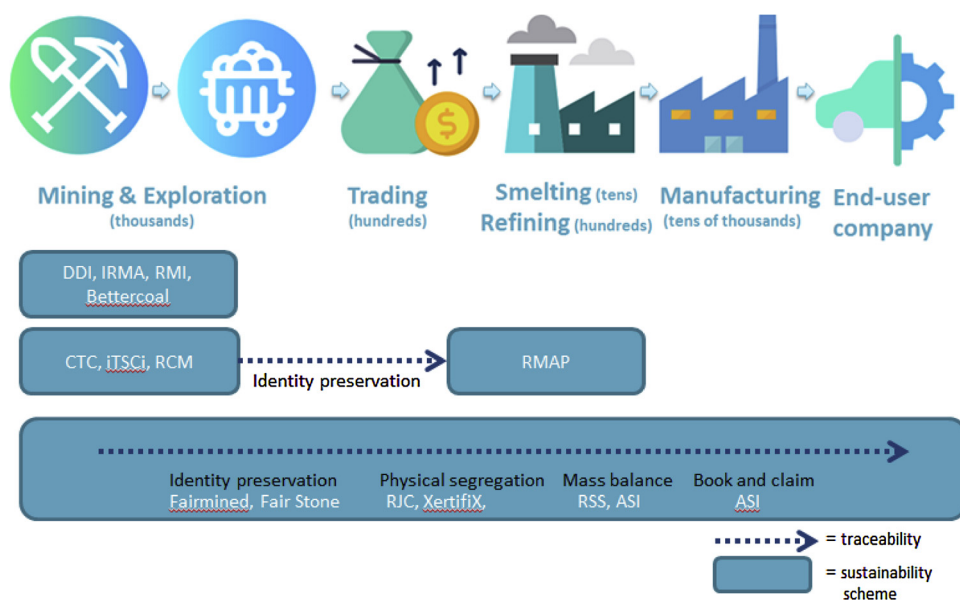 $
Mining & Exploration
(thousands)
Trading
(hundreds)
Smelting (tens)
Refining (hundreds)
Manufacturing
(tens of thousands)
End-user
company
DDI, IRMA, RMI,
Bettercoal
CTC, iTSCi, RCM
Identity preservation
RMAP
Identity preservation
Fairmined, Fair Stone
Physical segregation
RJC, XertifiX,
Mass balance
RSS, ASI
Book and claim
ASI
= traceability
= sustainability
scheme